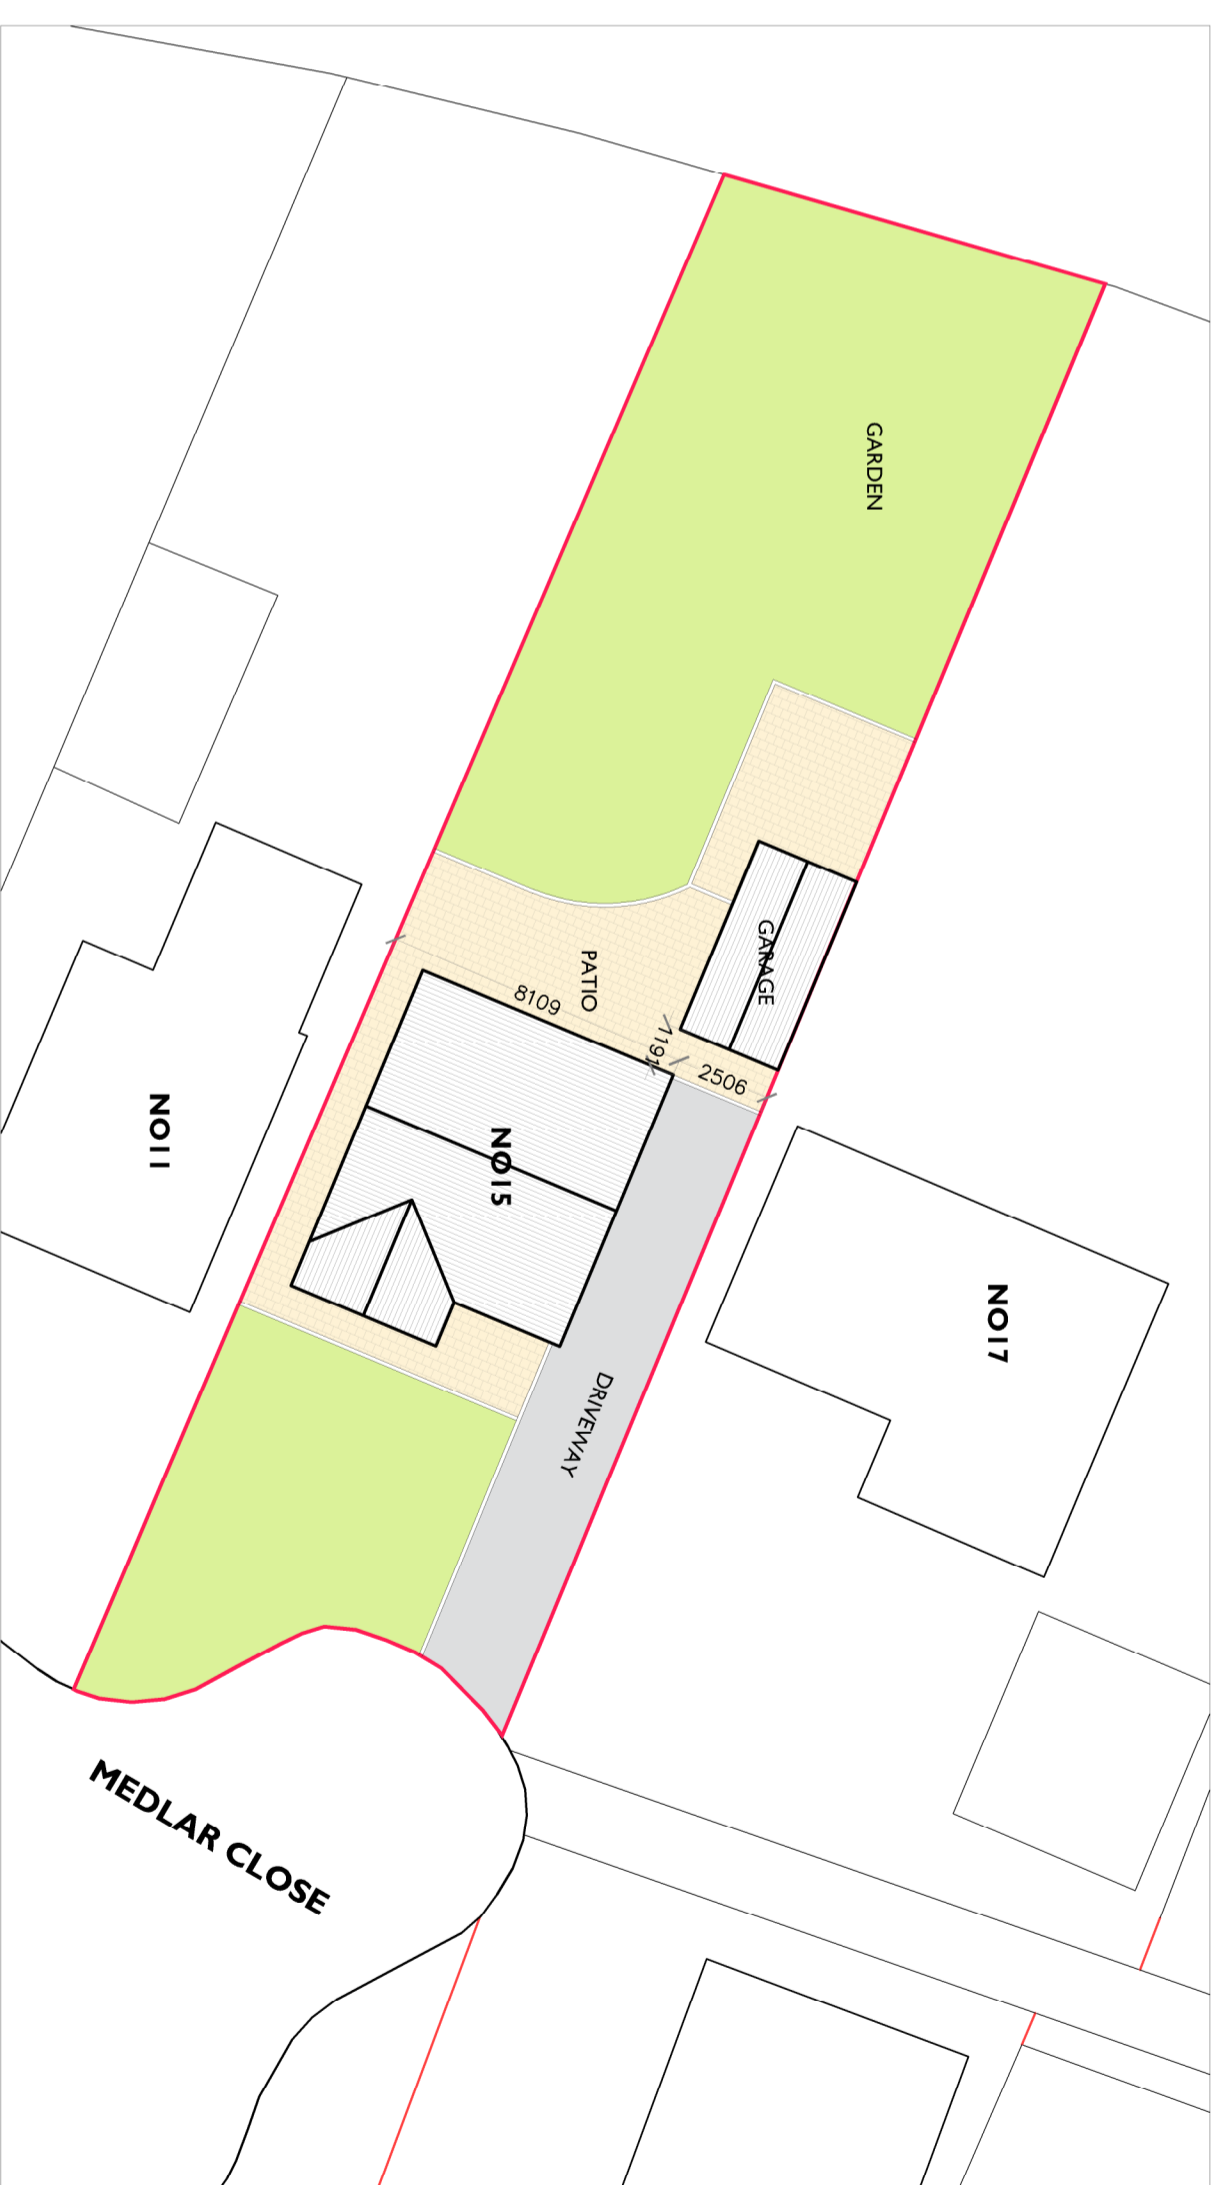 GARDEN
GARAGE
PATIO
8109
1191
2506
NO11
NO15
NO17
DRIVEWAY
MEDLAR CLOSE